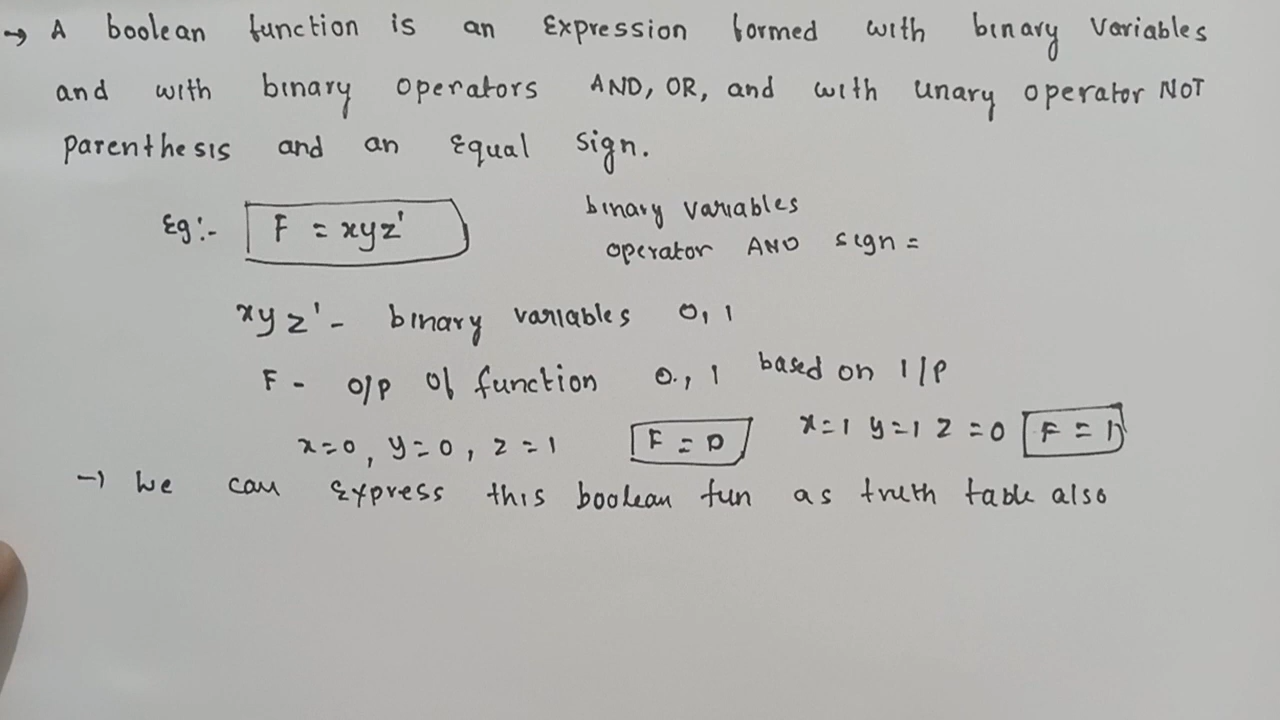 → A boolean function is an Expression formed with binary variables
and with binary operators AND, OR, and with unary operator NOT
parenthesis and an Equal sign.
Eg:- F = xyz'
binary variables
operator AND sign =
xyz' - binary variables 0, 1
F - o/p of function 0, 1 based on I/P
x=0, y=0, z=1 F = 0 x=1 y=1 z=0 F = 1
→ We can Express this boolean fun as truth table also